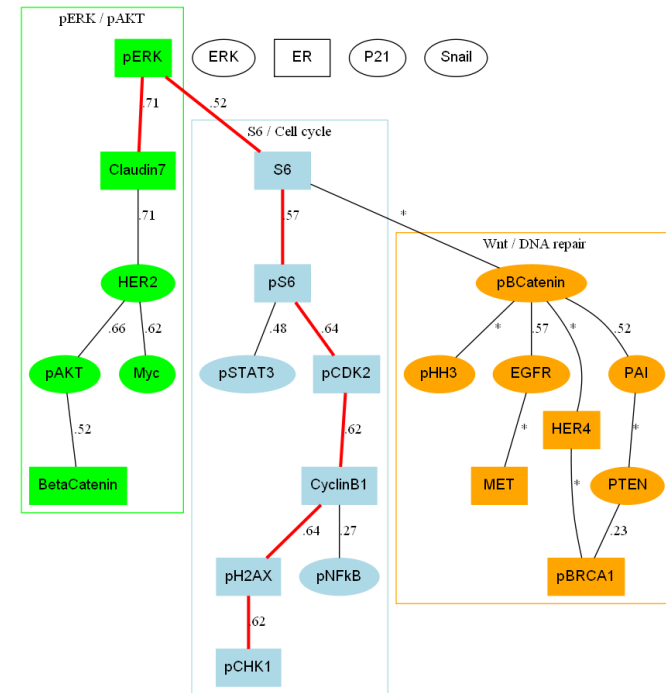 pERK / pAKT
pERK
ERK
ER
P21
Snail
.71
.52
S6 / Cell cycle
Claudin7
S6
.71
.57
*
Wnt / DNA repair
HER2
pS6
pBCatenin
.66
.62
.48
.64
*
.57
*
.52
pAKT
Myc
pSTAT3
pCDK2
pHH3
EGFR
PAI
.52
.62
*
HER4
*
BetaCatenin
CyclinB1
MET
PTEN
.64
.27
*
.23
pH2AX
pNFkB
pBRCA1
.62
pCHK1